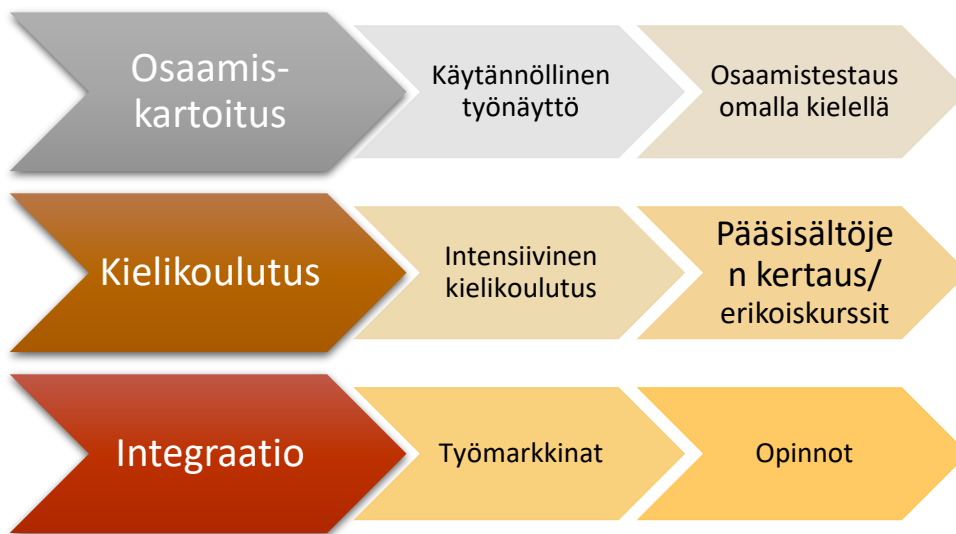 Osaamis-
kartoitus
Käytännöllinen
työnäyttö
Osaamistestaus
omalla kielellä
Kielikoulutus
Intensiivinen
kielikoulutus
Pääsisältöje
n kertaus/
erikoiskurssit
Integraatio
Työmarkkinat
Opinnot